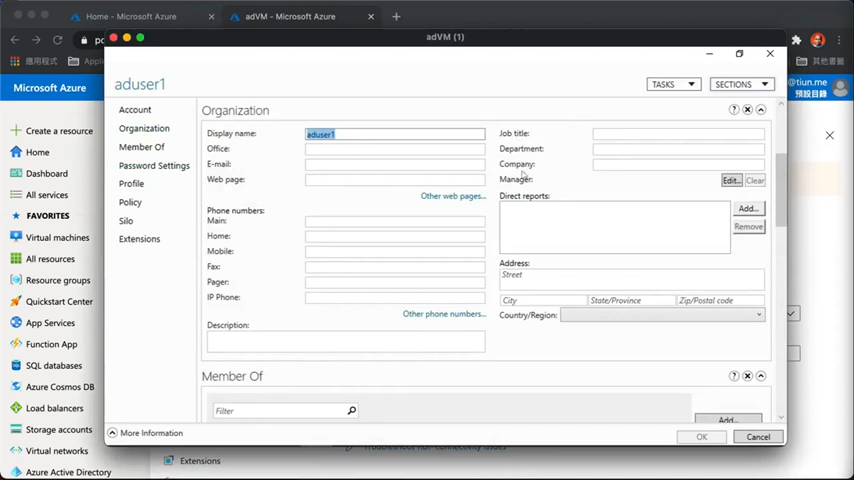 Home - Microsoft Azure
adVM - Microsoft Azure
應用程式
其他書籤
adVM (1)
Microsoft Azure
@tiun.me
預設目錄
aduser1
TASKS
SECTIONS
Create a resource
Home
Dashboard
All services
FAVORITES
Virtual machines
All resources
Resource groups
Quickstart Center
App Services
Function App
SQL databases
Azure Cosmos DB
Load balancers
Storage accounts
Virtual networks
Azure Active Directory
Account
Organization
Member Of
Password Settings
Profile
Policy
Silo
Extensions
Organization
Display name:
aduser1
Office:
E-mail:
Web page:
Other web pages...
Phone numbers:
Main:
Home:
Mobile:
Fax:
Pager:
IP Phone:
Other phone numbers...
Description:
Job title:
Department:
Company:
Manager:
Edit...
Clear
Direct reports:
Add...
Remove
Address:
Street
City
State/Province
Zip/Postal code
Country/Region:
Member Of
Filter
Add...
More Information
OK
Cancel
Extensions